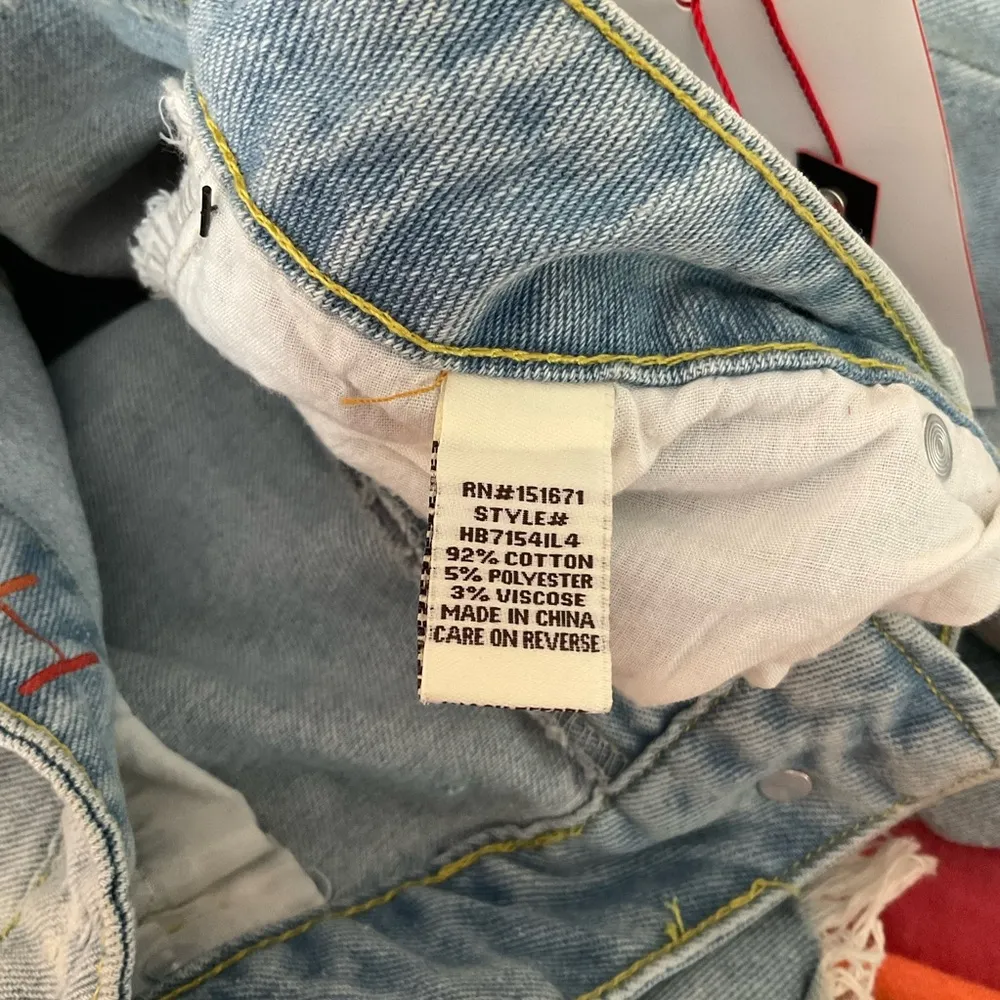 RN#151671
STYLE#
HB7154IL4
92% COTTON
5% POLYESTER
3% VISCOSE
MADE IN CHINA
CARE ON REVERSE